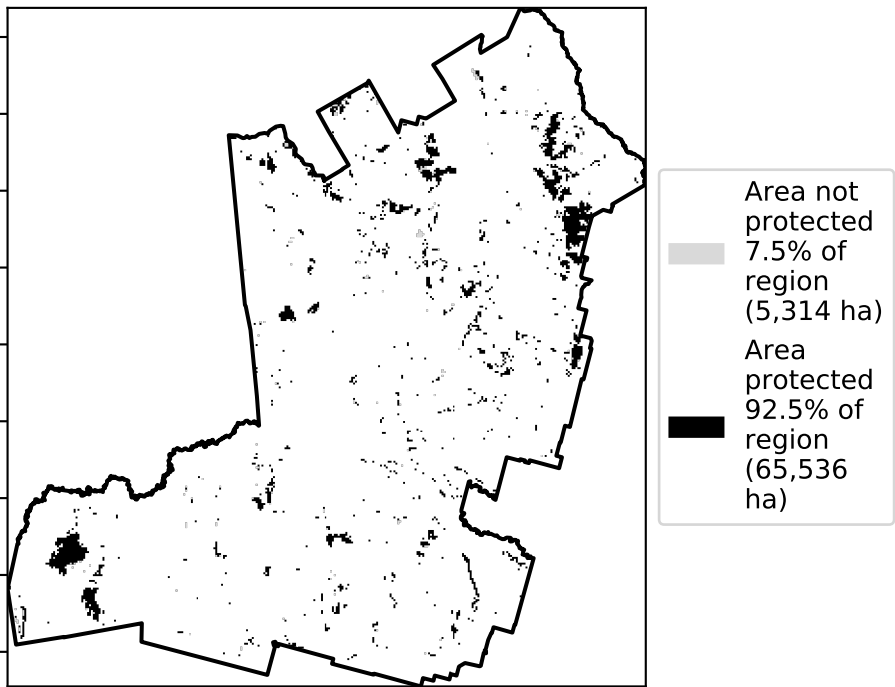 Area not
protected
7.5% of
region
(5,314 ha)
Area
protected
92.5% of
region
(65,536
ha)